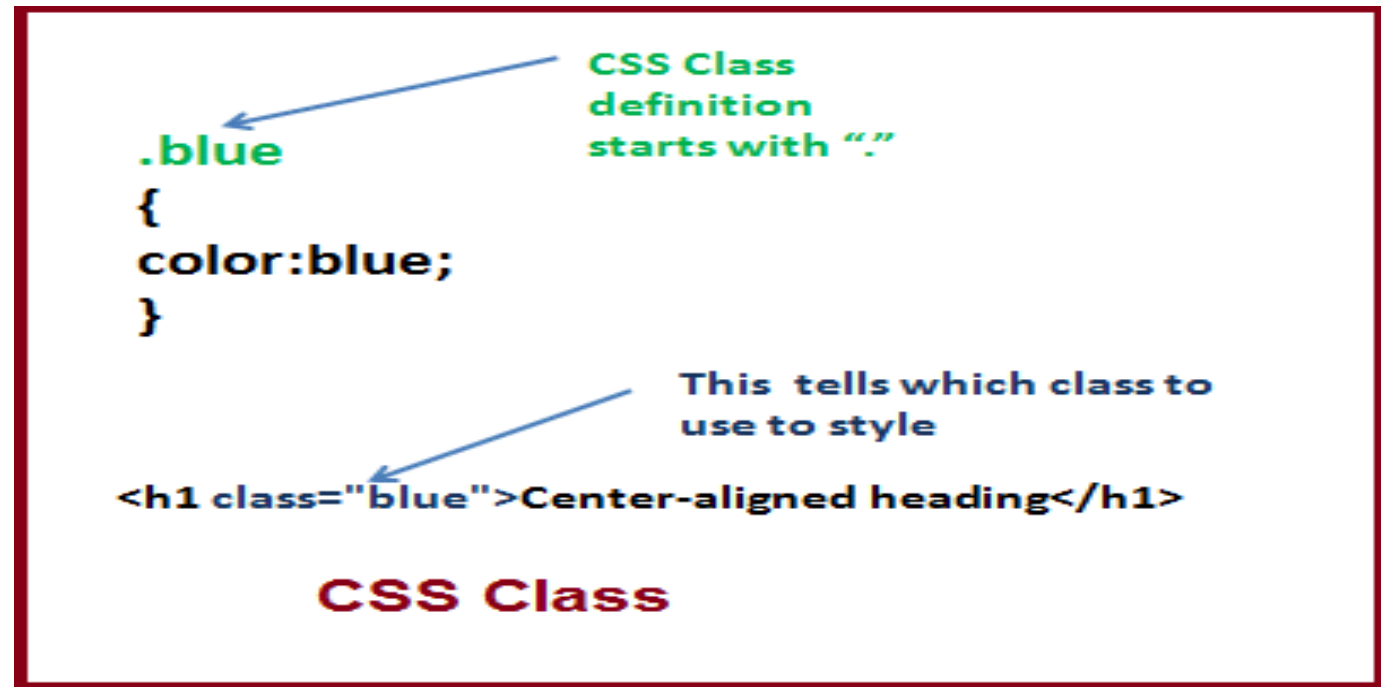 CSS Class
definition
starts with “.”
.blue
{
color:blue;
}
This tells which class to
use to style
<h1 class="blue">Center-aligned heading</h1>
CSS Class